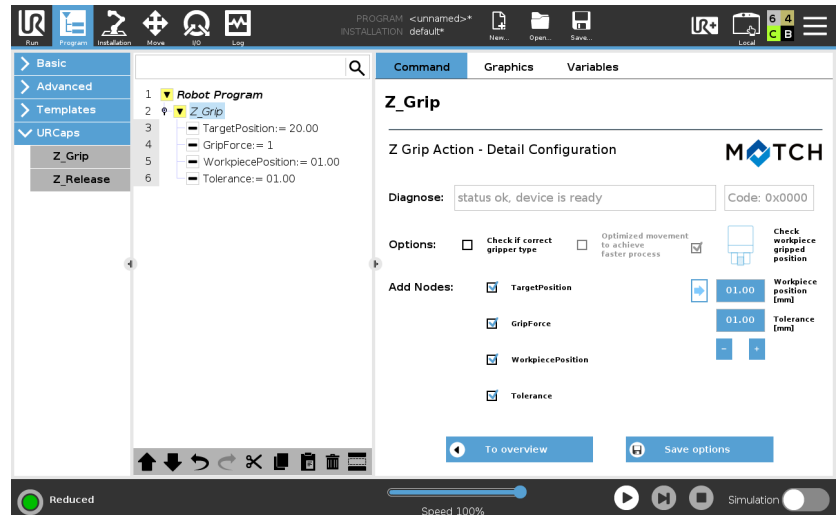 PROGRAM <unnamed>*
INSTALLATION default*
Run
Program
Installation
Move
I/O
Log
New...
Open...
Save...
UR+
Local
6 4
C B
Basic
Advanced
Templates
URCaps
Z_Grip
Z_Release
1 Robot Program
2 Z_Grip
3 TargetPosition:= 20.00
4 GripForce:= 1
5 WorkpiecePosition:= 01.00
6 Tolerance:= 01.00
Command Graphics Variables
Z_Grip
Z Grip Action - Detail Configuration
MATCH
Diagnose: status ok, device is ready Code: 0x0000
Options:
Check if correct
gripper type
Optimized movement
to achieve
faster process
Check
workpiece
gripped
position
Add Nodes:
TargetPosition
01.00
Workpiece
position
[mm]
GripForce
01.00
Tolerance
[mm]
- +
WorkpiecePosition
Tolerance
To overview
Save options
Reduced
Speed 100%
Simulation